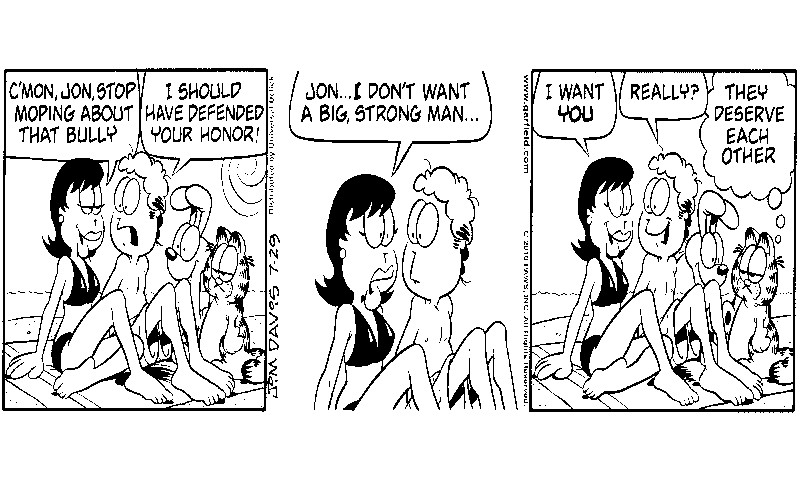 C'MON, JON, STOP
MOPING ABOUT
THAT BULLY
I SHOULD
HAVE DEFENDED
YOUR HONOR!
JIM DAVIS 7-29
JON...I DON'T WANT
A BIG, STRONG MAN...
www.garfield.com
© 2010 PAWS, INC. All Rights Reserved.
I WANT
YOU
REALLY?
THEY
DESERVE
EACH
OTHER